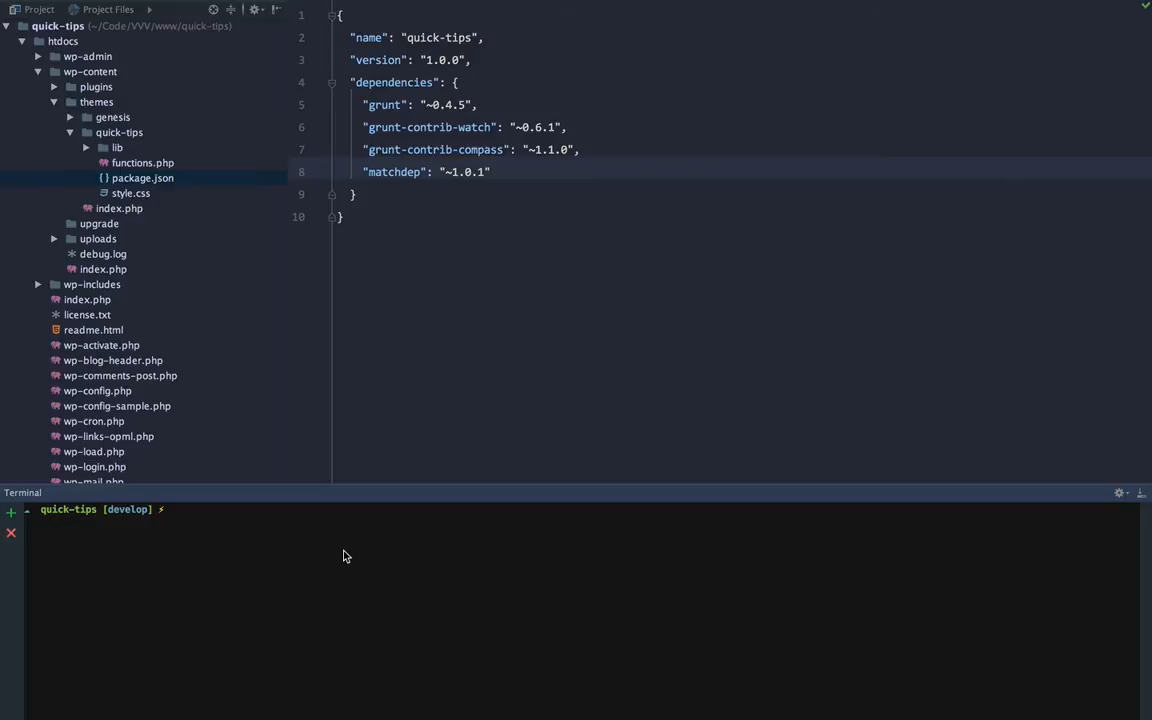 Project
Project Files
quick-tips (~/Code/VVV/www/quick-tips)
htdocs
wp-admin
wp-content
plugins
themes
genesis
quick-tips
lib
functions.php
package.json
style.css
index.php
upgrade
uploads
debug.log
index.php
wp-includes
index.php
license.txt
readme.html
wp-activate.php
wp-blog-header.php
wp-comments-post.php
wp-config.php
wp-config-sample.php
wp-cron.php
wp-links-opml.php
wp-load.php
wp-login.php
wp-mail.php
1 {
2 "name": "quick-tips",
3 "version": "1.0.0",
4 "dependencies": {
5 "grunt": "~0.4.5",
6 "grunt-contrib-watch": "~0.6.1",
7 "grunt-contrib-compass": "~1.1.0",
8 "matchdep": "~1.0.1"
9 }
10 }
Terminal
quick-tips [develop] ⚡